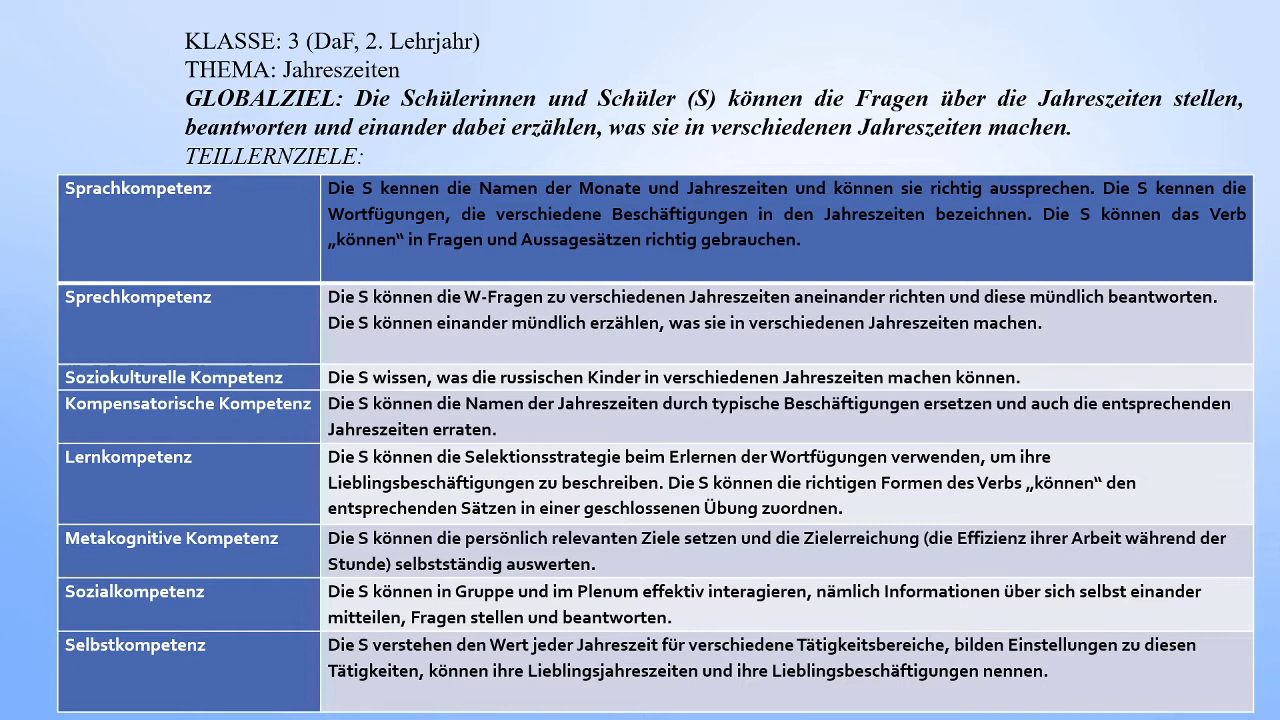 KLASSE: 3 (DaF, 2. Lehrjahr)
THEMA: Jahreszeiten
GLOBALZIEL: Die Schülerinnen und Schüler (S) können die Fragen über die Jahreszeiten stellen,
beantworten und einander dabei erzählen, was sie in verschiedenen Jahreszeiten machen.
TEILLERNZIELE:
Sprachkompetenz
Die S kennen die Namen der Monate und Jahreszeiten und können sie richtig aussprechen. Die S kennen die
Wortfügungen, die verschiedene Beschäftigungen in den Jahreszeiten bezeichnen. Die S können das Verb
„können“ in Fragen und Aussagesätzen richtig gebrauchen.
Sprechkompetenz
Die S können die W-Fragen zu verschiedenen Jahreszeiten aneinander richten und diese mündlich beantworten.
Die S können einander mündlich erzählen, was sie in verschiedenen Jahreszeiten machen.
Soziokulturelle Kompetenz
Die S wissen, was die russischen Kinder in verschiedenen Jahreszeiten machen können.
Kompensatorische Kompetenz
Die S können die Namen der Jahreszeiten durch typische Beschäftigungen ersetzen und auch die entsprechenden
Jahreszeiten erraten.
Lernkompetenz
Die S können die Selektionsstrategie beim Erlernen der Wortfügungen verwenden, um ihre
Lieblingsbeschäftigungen zu beschreiben. Die S können die richtigen Formen des Verbs „können“ den
entsprechenden Sätzen in einer geschlossenen Übung zuordnen.
Metakognitive Kompetenz
Die S können die persönlich relevanten Ziele setzen und die Zielerreichung (die Effizienz ihrer Arbeit während der
Stunde) selbstständig auswerten.
Sozialkompetenz
Die S können in Gruppe und im Plenum effektiv interagieren, nämlich Informationen über sich selbst einander
mitteilen, Fragen stellen und beantworten.
Selbstkompetenz
Die S verstehen den Wert jeder Jahreszeit für verschiedene Tätigkeitsbereiche, bilden Einstellungen zu diesen
Tätigkeiten, können ihre Lieblingsjahreszeiten und ihre Lieblingsbeschäftigungen nennen.